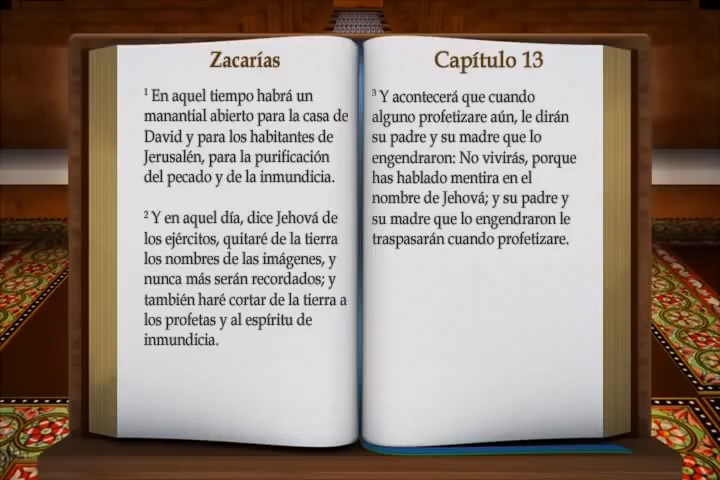 Zacarías
¹ En aquel tiempo habrá un
manantial abierto para la casa de
David y para los habitantes de
Jerusalén, para la purificación
del pecado y de la inmundicia.
² Y en aquel día, dice Jehová de
los ejércitos, quitaré de la tierra
los nombres de las imágenes, y
nunca más serán recordados; y
también haré cortar de la tierra a
los profetas y al espíritu de
inmundicia.
Capítulo 13
³ Y acontecerá que cuando
alguno profetizare aún, le dirán
su padre y su madre que lo
engendraron: No vivirás, porque
has hablado mentira en el
nombre de Jehová; y su padre y
su madre que lo engendraron le
traspasarán cuando profetizare.